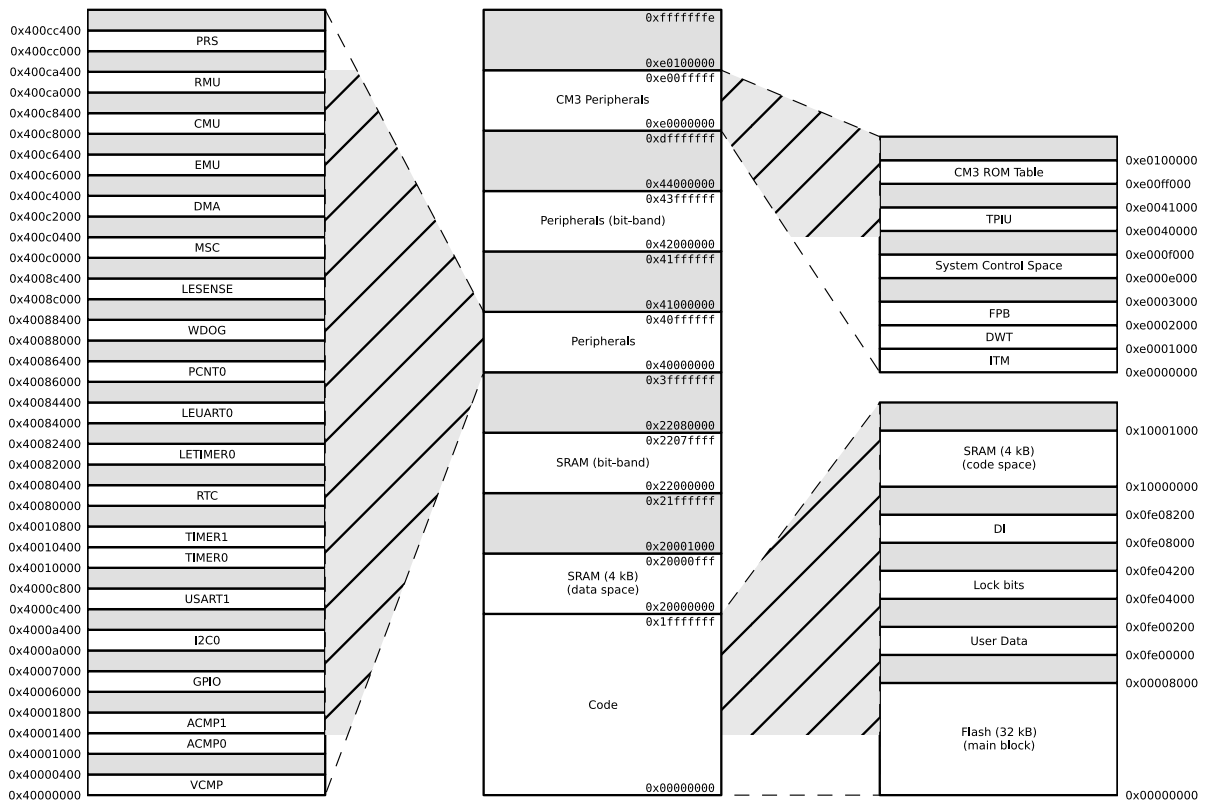 0x400cc400
PRS
0x400cc000
0x400ca400
RMU
0x400ca000
0x400c8400
CMU
0x400c8000
0x400c6400
EMU
0x400c6000
0x400c4000
DMA
0x400c2000
0x400c0400
MSC
0x400c0000
0x4008c400
LESENSE
0x4008c000
0x40088400
WDOG
0x40088000
0x40086400
PCNT0
0x40086000
0x40084400
LEUART0
0x40084000
0x40082400
LETIMER0
0x40082000
0x40080400
RTC
0x40080000
0x40010800
TIMER1
0x40010400
TIMER0
0x40010000
0x4000c800
USART1
0x4000c400
0x4000a400
I2C0
0x4000a000
0x40007000
GPIO
0x40006000
0x40001800
ACMP1
0x40001400
ACMP0
0x40001000
0x40000400
VCMP
0x40000000
0xfffffffe
0xe0100000
0xe00fffff
CM3 Peripherals
0xe0000000
0xdfffffff
0x44000000
0x43ffffff
Peripherals (bit-band)
0x42000000
0x41ffffff
0x41000000
0x40ffffff
Peripherals
0x40000000
0x3fffffff
0x22080000
0x2207ffff
SRAM (bit-band)
0x22000000
0x21ffffff
0x20001000
0x20000fff
SRAM (4 kB)
(data space)
0x20000000
0x1fffffff
Code
0x00000000
0xe0100000
CM3 ROM Table
0xe00ff000
0xe0041000
TPIU
0xe0040000
0xe000f000
System Control Space
0xe000e000
0xe0003000
FPB
0xe0002000
DWT
0xe0001000
ITM
0xe0000000
0x10001000
SRAM (4 kB)
(code space)
0x10000000
0x0fe08200
DI
0x0fe08000
0x0fe04200
Lock bits
0x0fe04000
0x0fe00200
User Data
0x0fe00000
0x00008000
Flash (32 kB)
(main block)
0x00000000